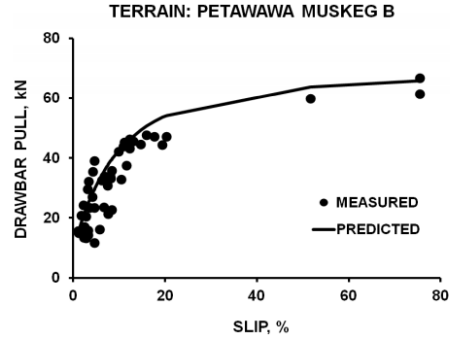 TERRAIN: PETAWAWA MUSKEG B
80
60
40
20
0
DRAWBAR PULL, kN
MEASURED
PREDICTED
0 20 40 60 80
SLIP, %